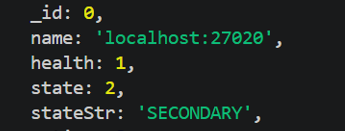 _id: 0,
name: 'localhost:27020',
health: 1,
state: 2,
stateStr: 'SECONDARY',